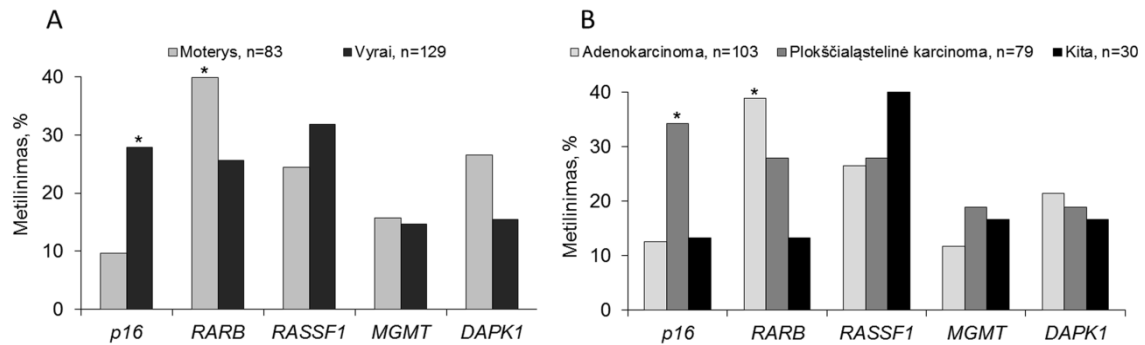 A
Moterys, n=83 Vyrai, n=129
Metilinimas, %
40
30
20
10
0
*
*
p16 RARB RASSF1 MGMT DAPK1
B
Adenokarcinoma, n=103 Plokščialąstelinė karcinoma, n=79 Kita, n=30
Metilinimas, %
40
30
20
10
0
*
*
p16 RARB RASSF1 MGMT DAPK1